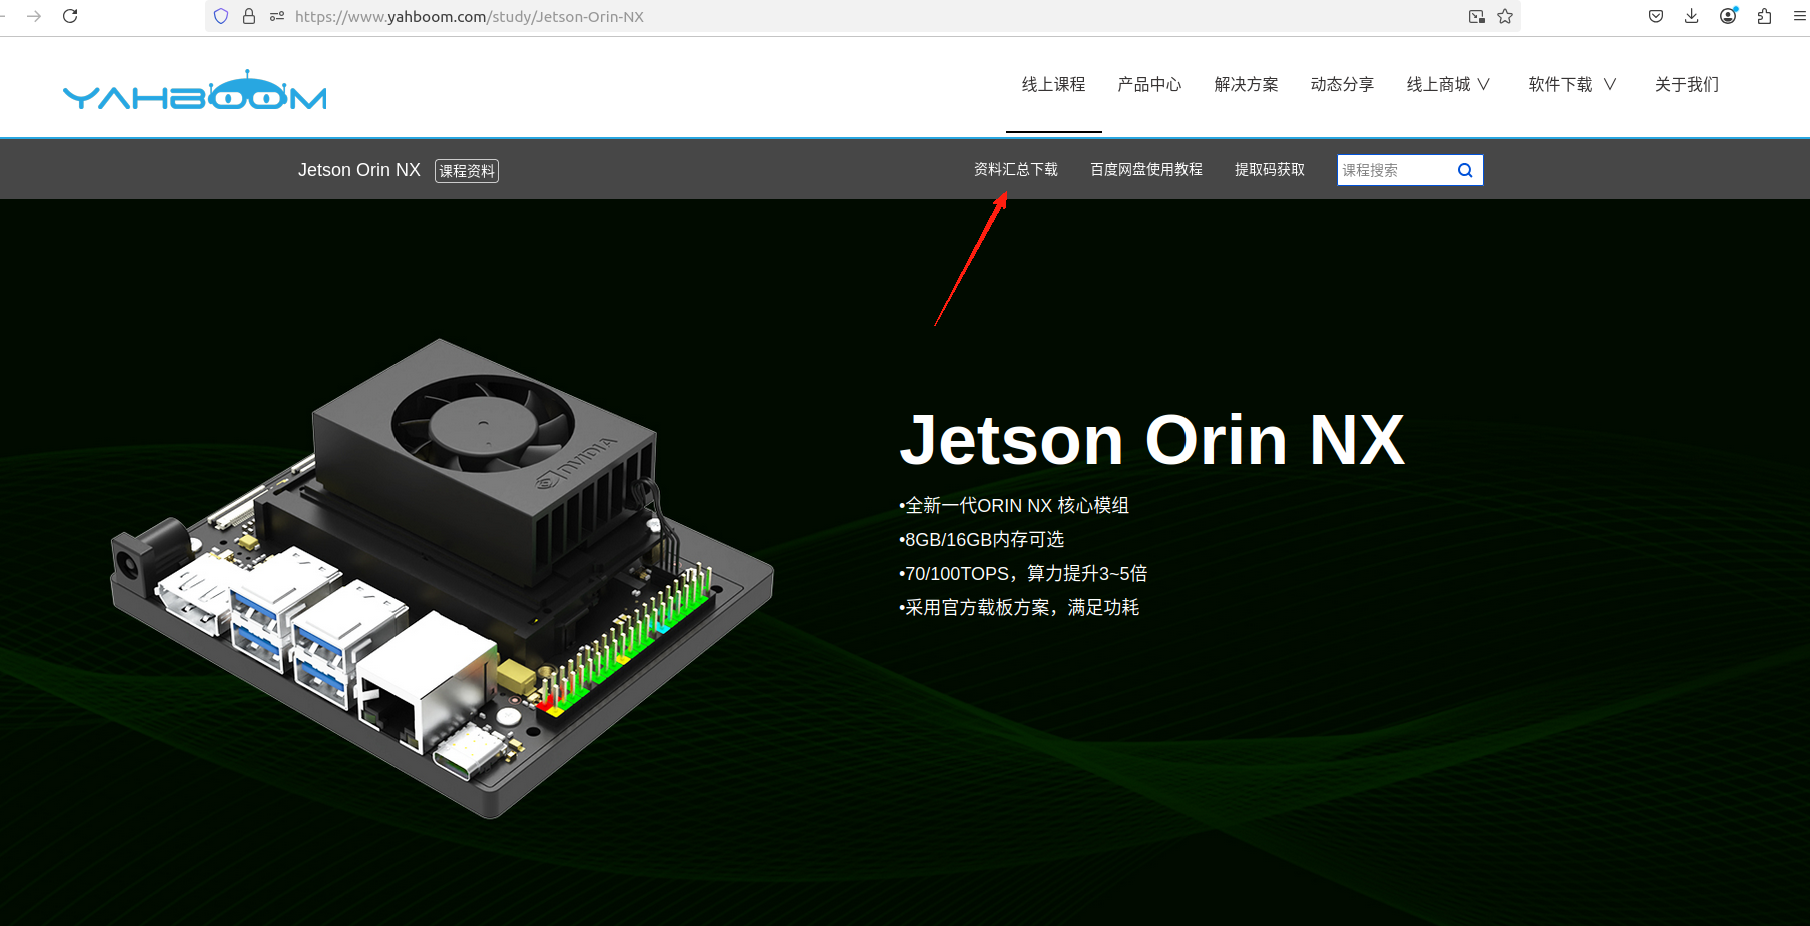 https://www.yahboom.com/study/Jetson-Orin-NX
YAHBOOM
线上课程 产品中心 解决方案 动态分享 线上商城 软件下载 关于我们
Jetson Orin NX 课程资料 资料汇总下载 百度网盘使用教程 提取码获取 课程搜索
NVIDIA
Jetson Orin NX
•全新一代ORIN NX 核心模组
•8GB/16GB内存可选
•70/100TOPS，算力提升3~5倍
•采用官方载板方案，满足功耗